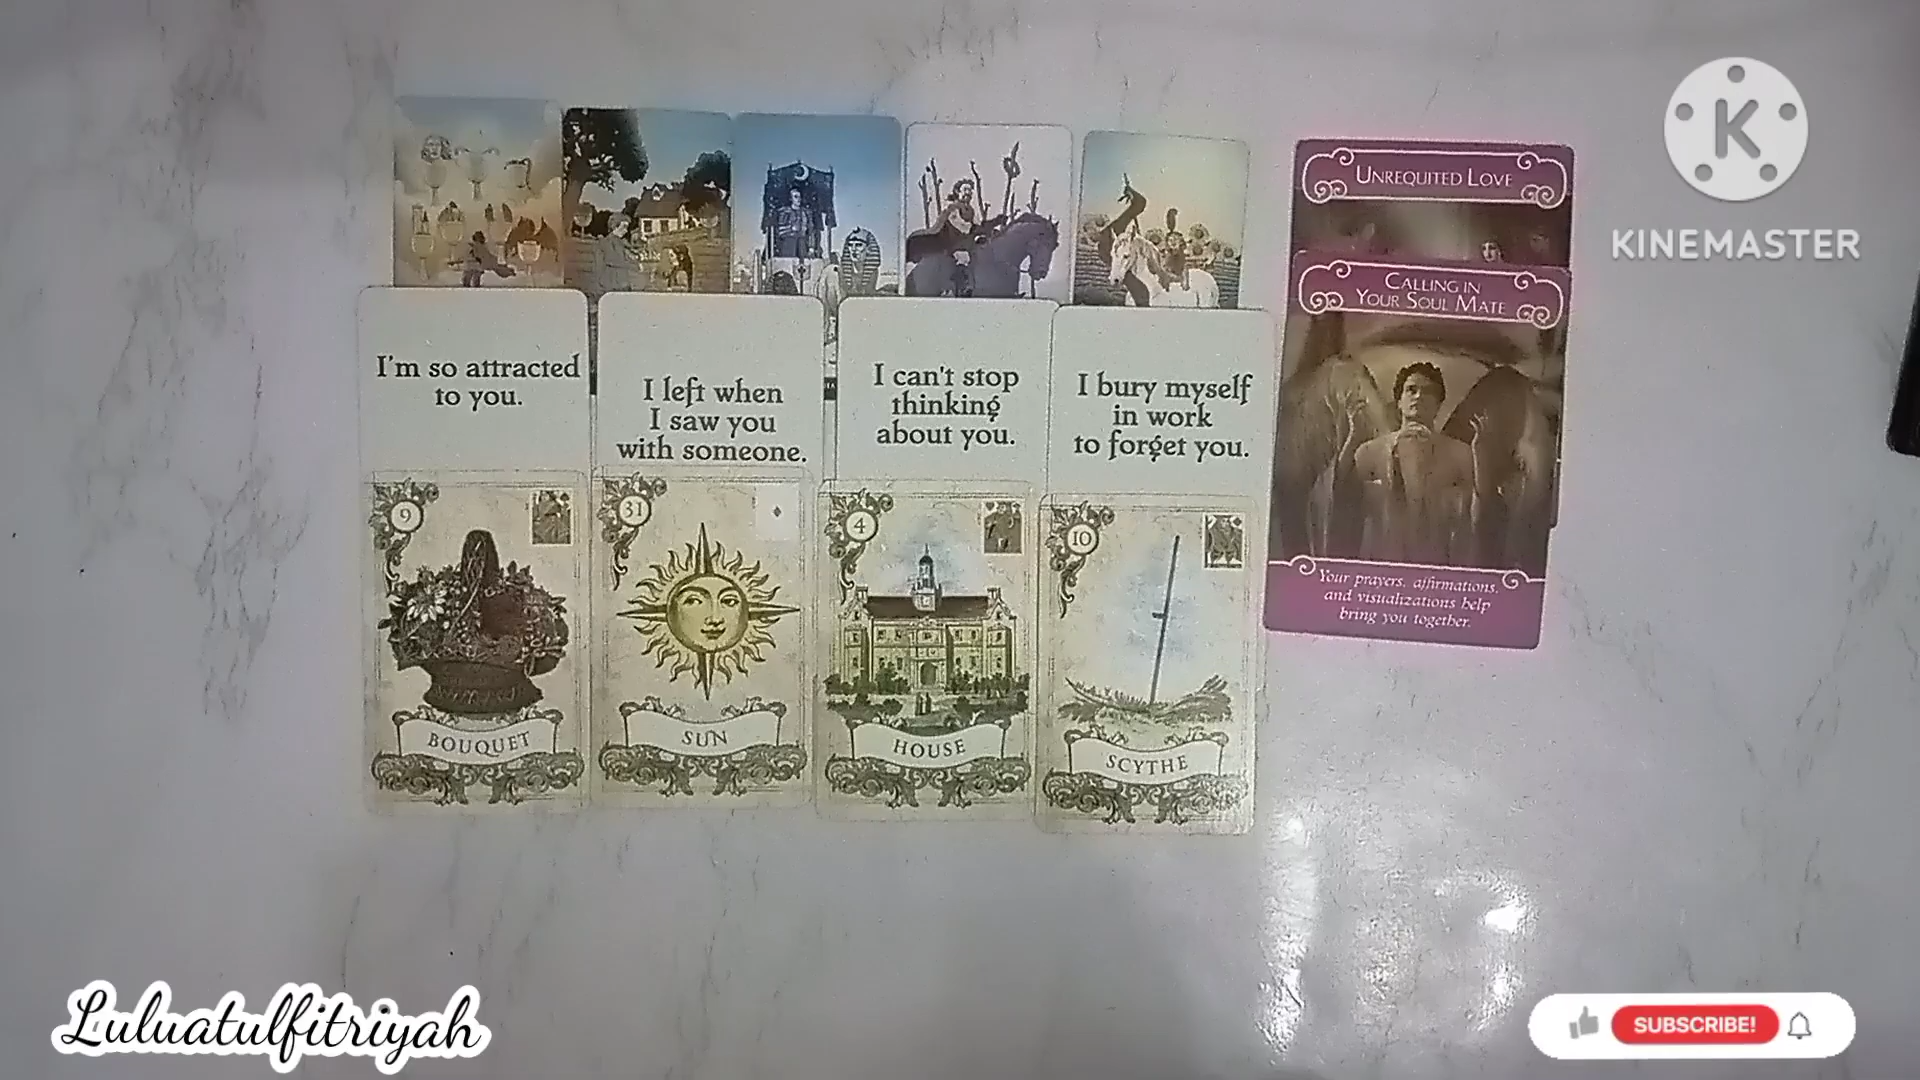 K
KINEMASTER
UNREQUITED LOVE
CALLING IN
YOUR SOUL MATE
Your prayers, affirmations,
and visualizations help
bring you together.
I'm so attracted
to you.
I left when
I saw you
with someone.
I can't stop
thinking
about you.
I bury myself
in work
to forget you.
9
BOUQUET
31
SUN
4
HOUSE
10
SCYTHE
Luluatulfitriyah
SUBSCRIBE!